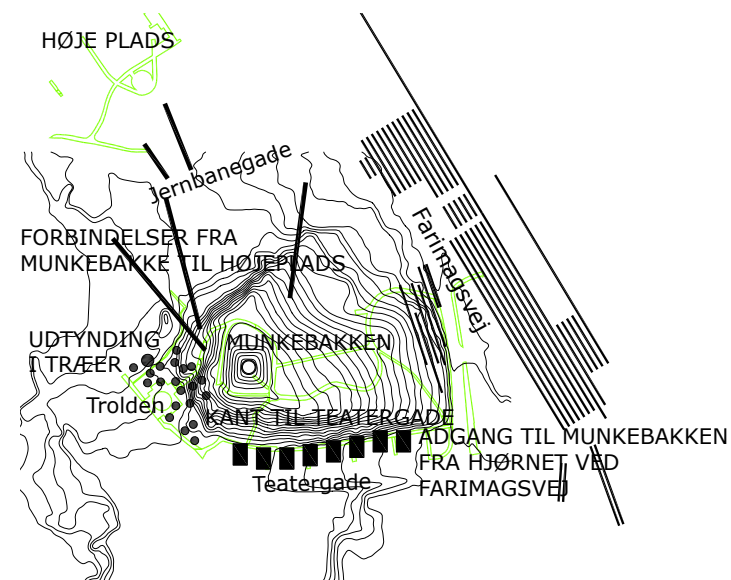 HØJE PLADS
Jernbanegade
Farimagsvej
FORBINDELSER FRA
MUNKEBAKKE TIL HØJEPLADS
UDTYNDING
I TRÆER
MUNKEBAKKEN
Trolden
KANT TIL TEATERGADE
ADGANG TIL MUNKEBAKKEN
FRA HJØRNET VED
FARIMAGSVEJ
Teatergade